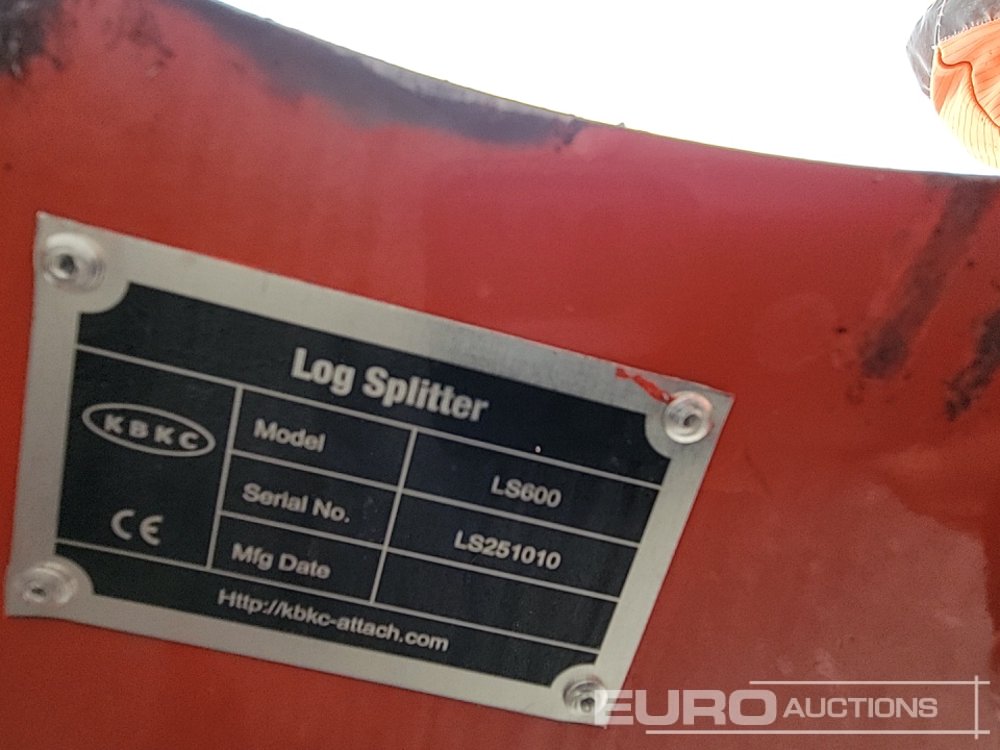 Log Splitter
KBKC
Model LS600
Serial No. LS251010
CE
Mfg Date
Http://kbkc-attach.com
EURO AUCTIONS